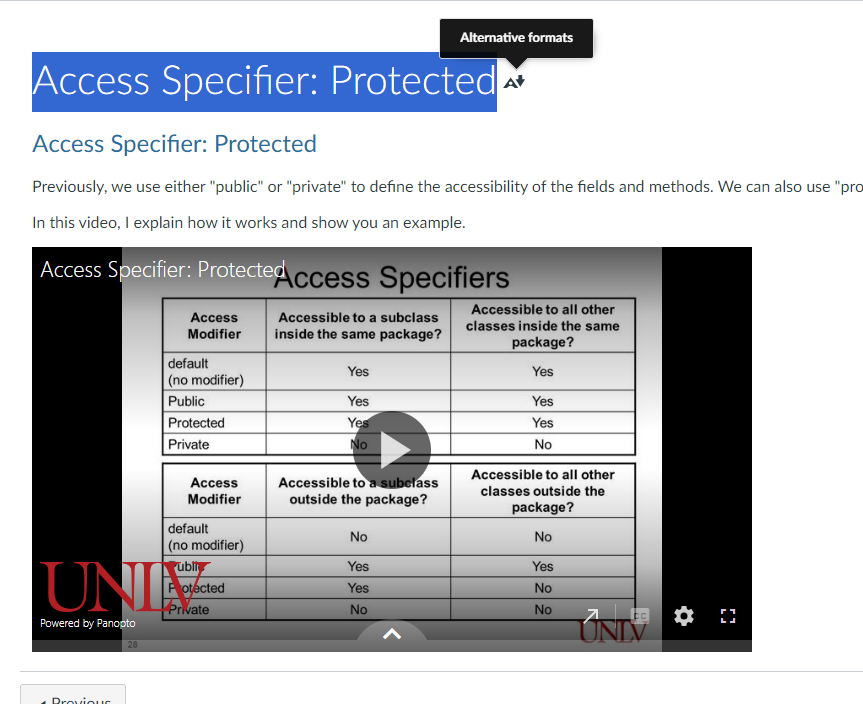 Alternative formats
Access Specifier: Protected
Access Specifier: Protected
Previously, we use either "public" or "private" to define the accessibility of the fields and methods. We can also use "pro
In this video, I explain how it works and show you an example.
Access Specifier: Protected
Access Specifiers
Access Modifier Accessible to a subclass inside the same package? Accessible to all other classes inside the same package?
default (no modifier) Yes Yes
Public Yes Yes
Protected Yes Yes
Private No No
Access Modifier Accessible to a subclass outside the package? Accessible to all other classes outside the package?
default (no modifier) No No
Public Yes Yes
Protected Yes No
Private No No
UNLV
Powered by Panopto
CC
UNLV
28
Previous